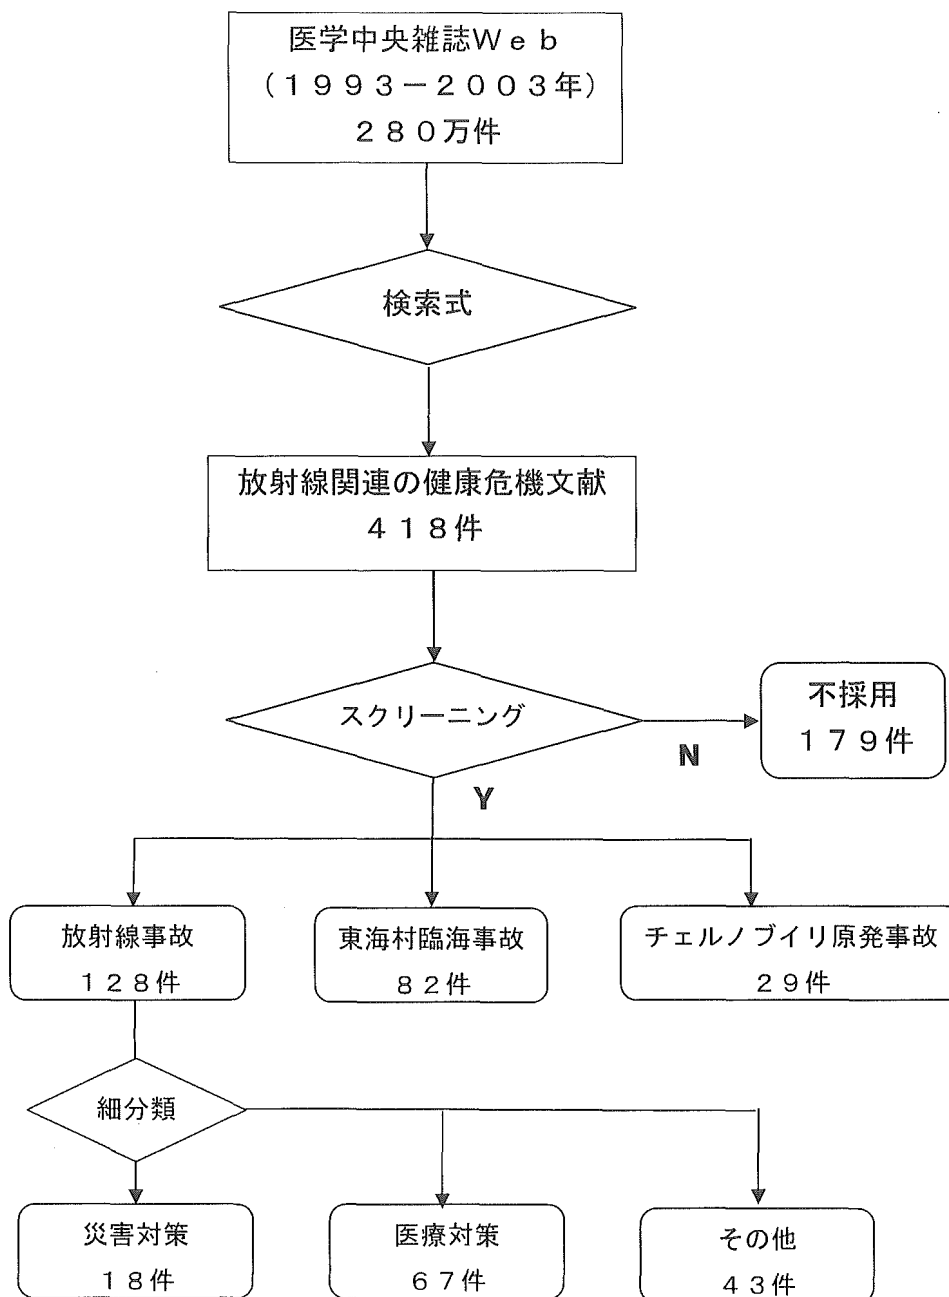 医学中央雑誌Ｗｅｂ
（１９９３－２００３年）
２８０万件
検索式
放射線関連の健康危機文献
４１８件
スクリーニング
不採用
１７９件
N
Y
放射線事故
１２８件
東海村臨海事故
８２件
チェルノブイリ原発事故
２９件
細分類
災害対策
１８件
医療対策
６７件
その他
４３件